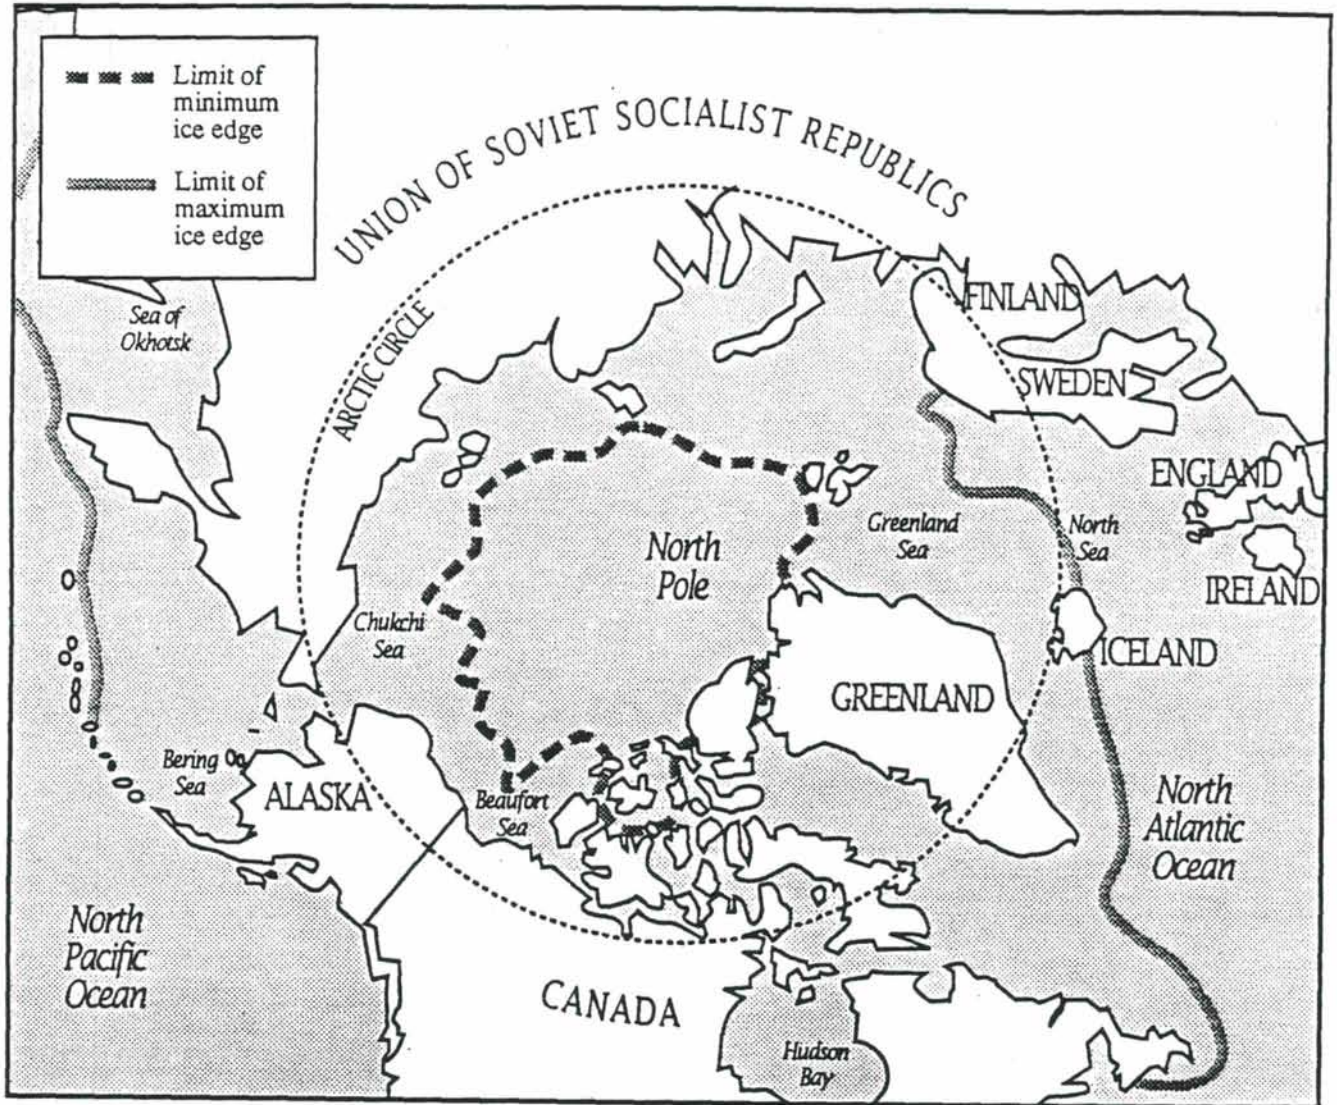 Limit of
minimum
ice edge
Limit of
maximum
ice edge
UNION OF SOVIET SOCIALIST REPUBLICS
ARCTIC CIRCLE
Sea of
Okhotsk
FINLAND
SWEDEN
ENGLAND
North
Sea
Greenland
Sea
IRELAND
North
Pole
Chukchi
Sea
ICELAND
GREENLAND
Bering
Sea
ALASKA
Beaufort
Sea
North
Atlantic
Ocean
North
Pacific
Ocean
CANADA
Hudson
Bay